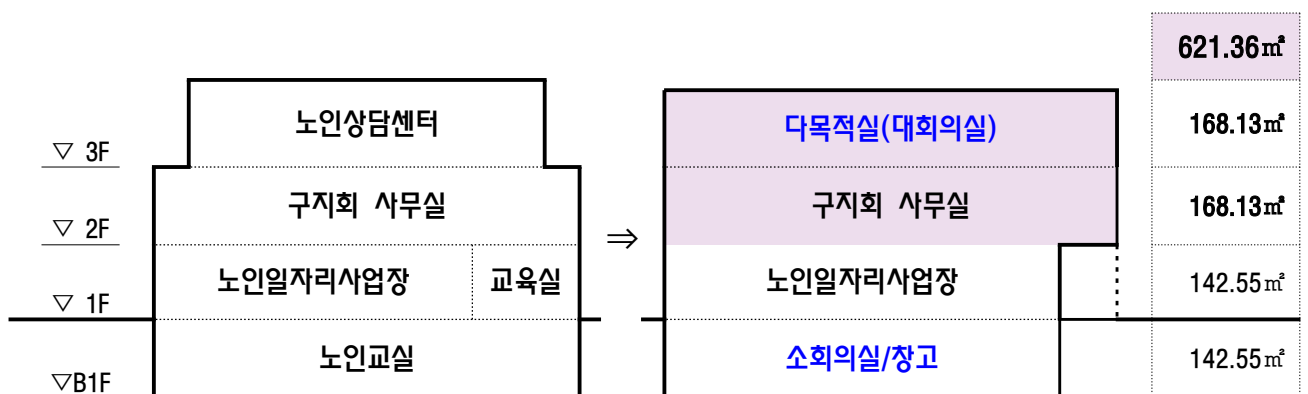 621.36㎡
노인상담센터 다목적실(대회의실) 168.13㎡
▽ 3F
구지회 사무실 구지회 사무실 168.13㎡
▽ 2F ⇒
노인일자리사업장 교육실 노인일자리사업장 142.55㎡
▽ 1F
노인교실 소회의실/창고 142.55㎡
▽B1F